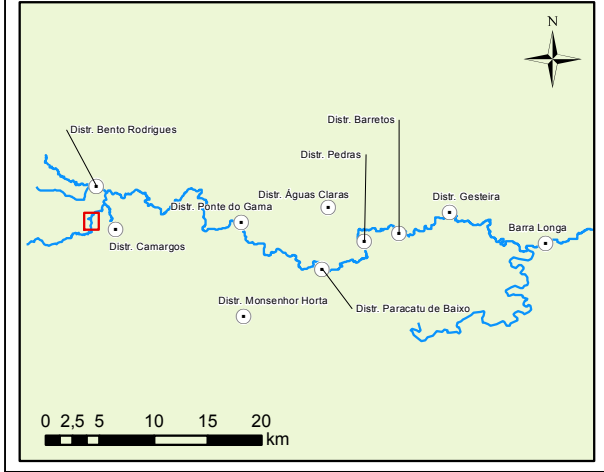 N
Distr. Barretos
Distr. Bento Rodrigues
Distr. Pedras
Distr. Águas Claras
Distr. Gesteira
Distr. Ponte do Gama
Barra Longa
Distr. Camargos
Distr. Monsenhor Horta
Distr. Paracatu de Baixo
0 2,5 5 10 15 20
km